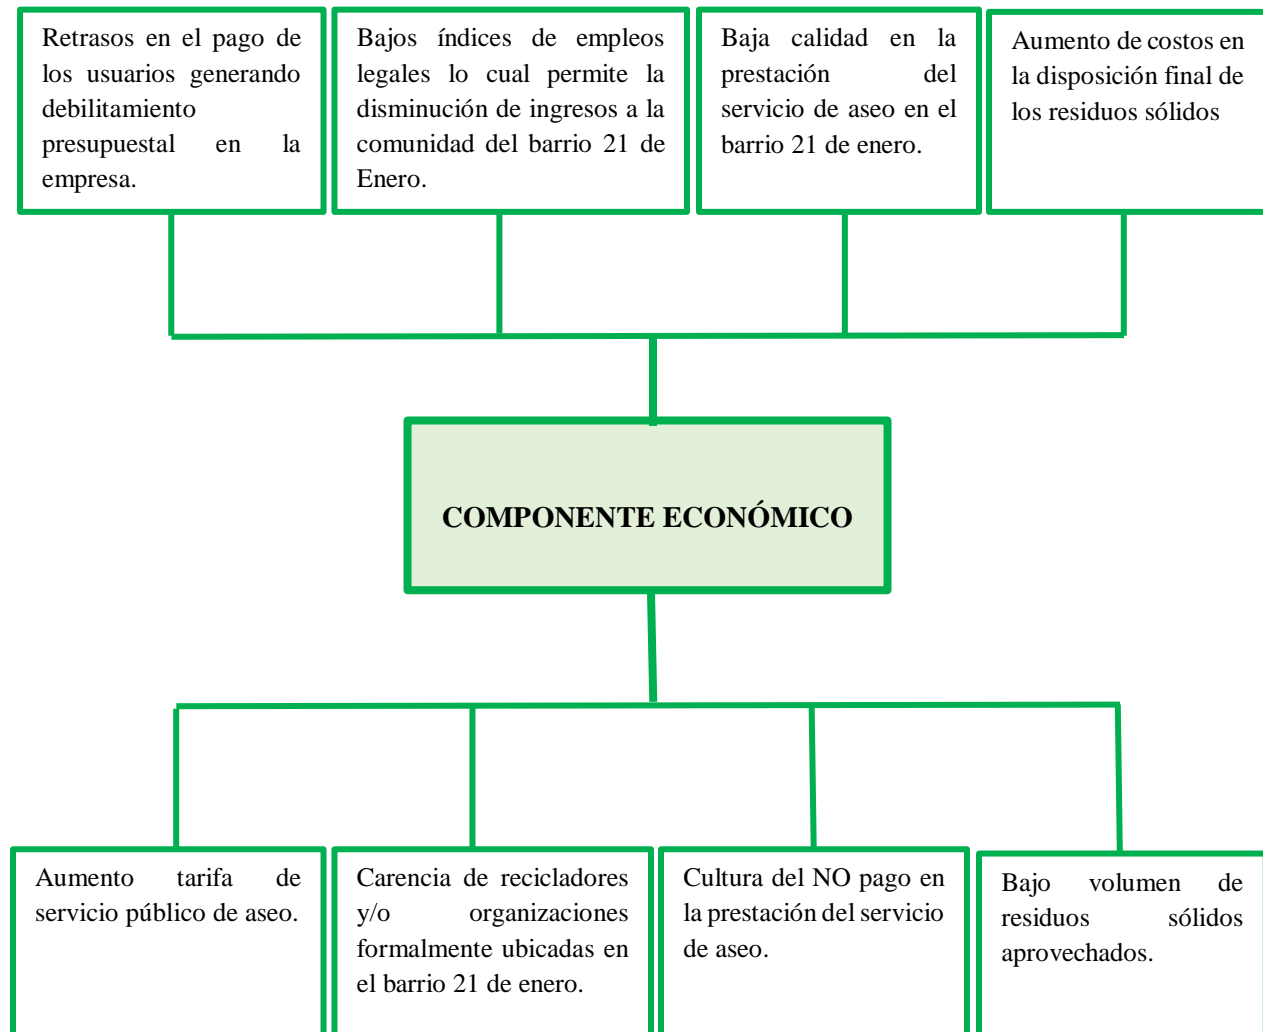 Retrasos en el pago de
los usuarios generando
debilitamiento
presupuestal en la
empresa.
Bajos índices de empleos
legales lo cual permite la
disminución de ingresos a la
comunidad del barrio 21 de
Enero.
Baja calidad en la
prestación del
servicio de aseo en el
barrio 21 de enero.
Aumento de costos en
la disposición final de
los residuos sólidos
COMPONENTE ECONÓMICO
Aumento tarifa de
servicio público de aseo.
Carencia de recicladores
y/o organizaciones
formalmente ubicadas en
el barrio 21 de enero.
Cultura del NO pago en
la prestación del servicio
de aseo.
Bajo volumen de
residuos sólidos
aprovechados.